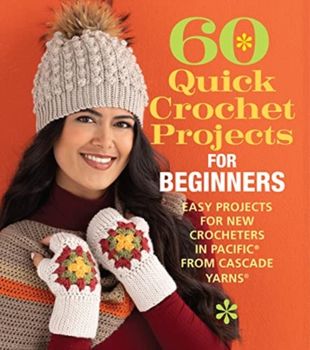 60
Quick
Crochet
Projects
FOR
BEGINNERS
EASY PROJECTS
FOR NEW
CROCHETERS
IN PACIFIC®
FROM CASCADE
YARNS®